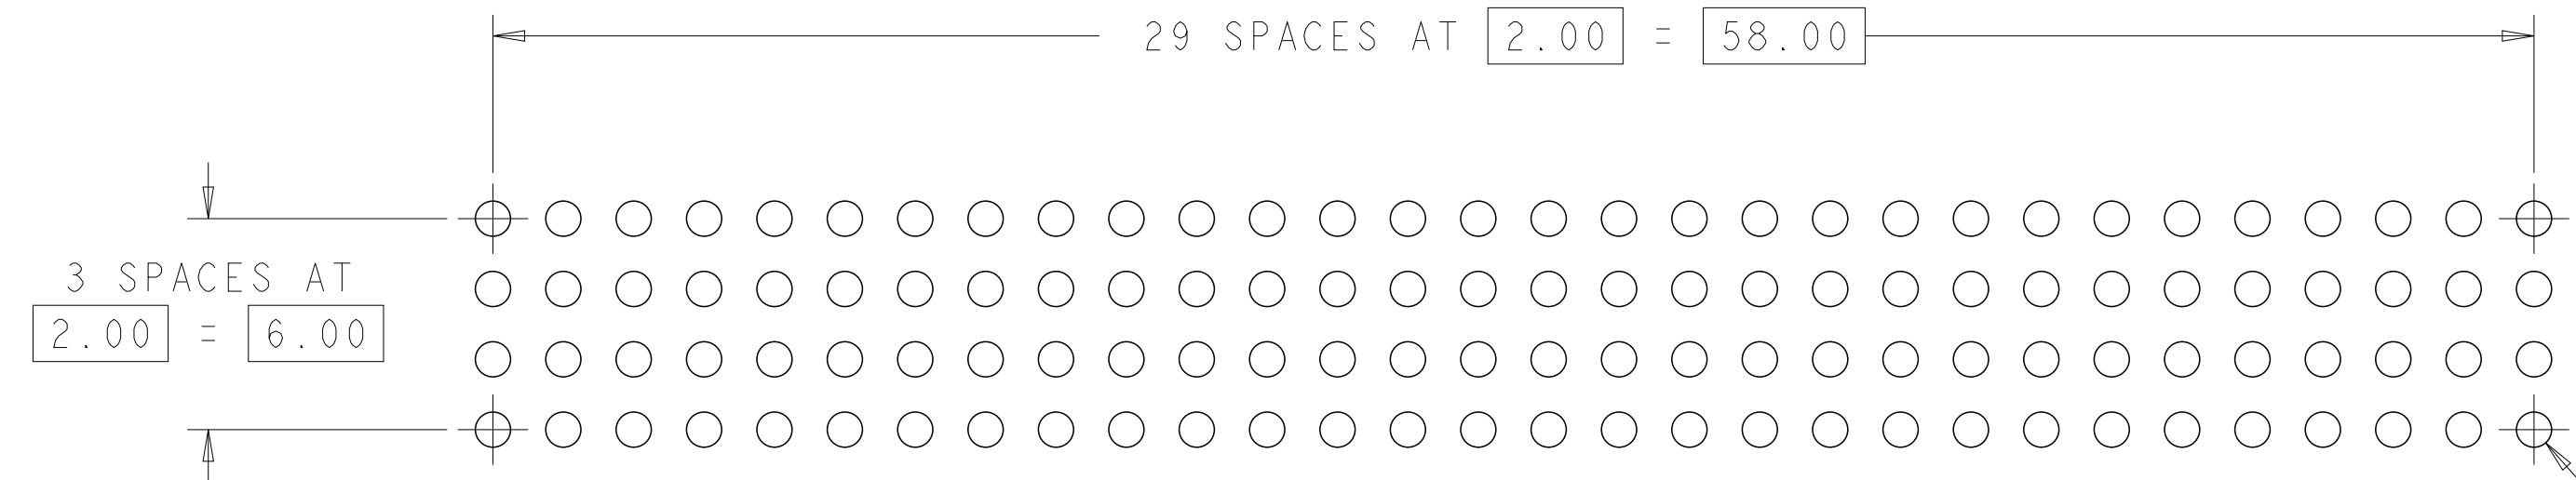 29 SPACES AT 2.00 = 58.00
3 SPACES AT
2.00 = 6.00